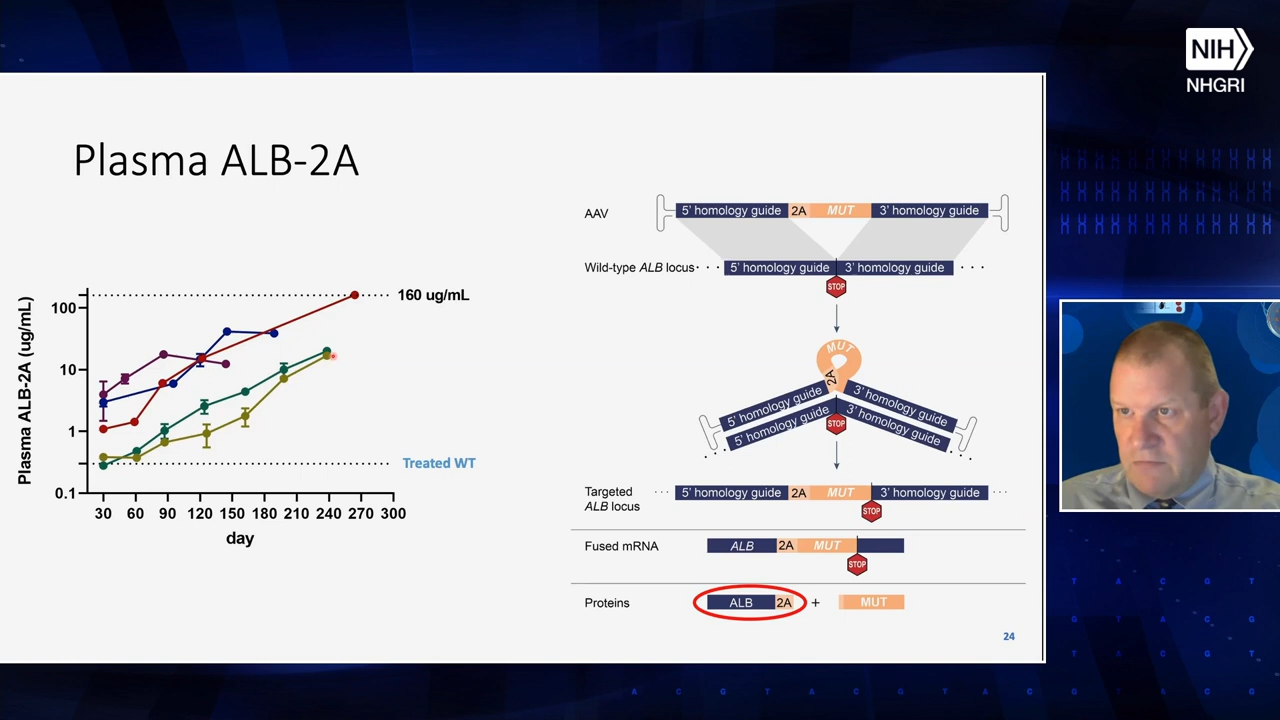 NIH
NHGRI
Plasma ALB-2A
Plasma ALB-2A (ug/mL)
100
10
1
0.1
160 ug/mL
Treated WT
30 60 90 120 150 180 210 240 270 300
day
AAV
5' homology guide 2A MUT 3' homology guide
Wild-type ALB locus
5' homology guide 3' homology guide
STOP
MUT
2A
5' homology guide 3' homology guide
5' homology guide 3' homology guide
STOP
Targeted
ALB locus
5' homology guide 2A MUT 3' homology guide
STOP
Fused mRNA
ALB 2A MUT
STOP
Proteins
ALB 2A + MUT
24
T A C G T
T A C G
T A C G T
A C G T A C G T A C G T A C G